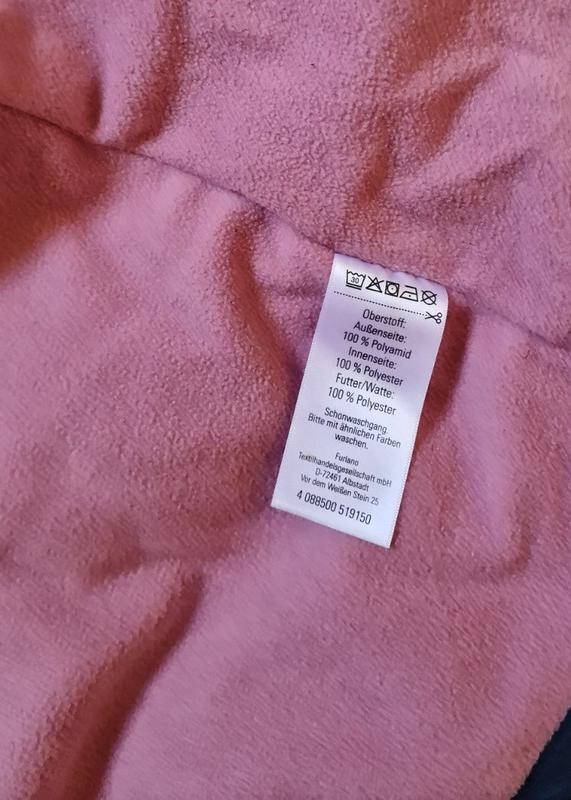 30
Oberstoff:
Außenseite:
100 % Polyamid
Innenseite:
100 % Polyester
Futter/Watte:
100 % Polyester
Schonwaschgang.
Bitte mit ähnlichen Farben
waschen.
Furlano
Textilhandelsgesellschaft mbH
D-72461 Albstadt
Vor dem Weißen Stein 25
4 088500 519150